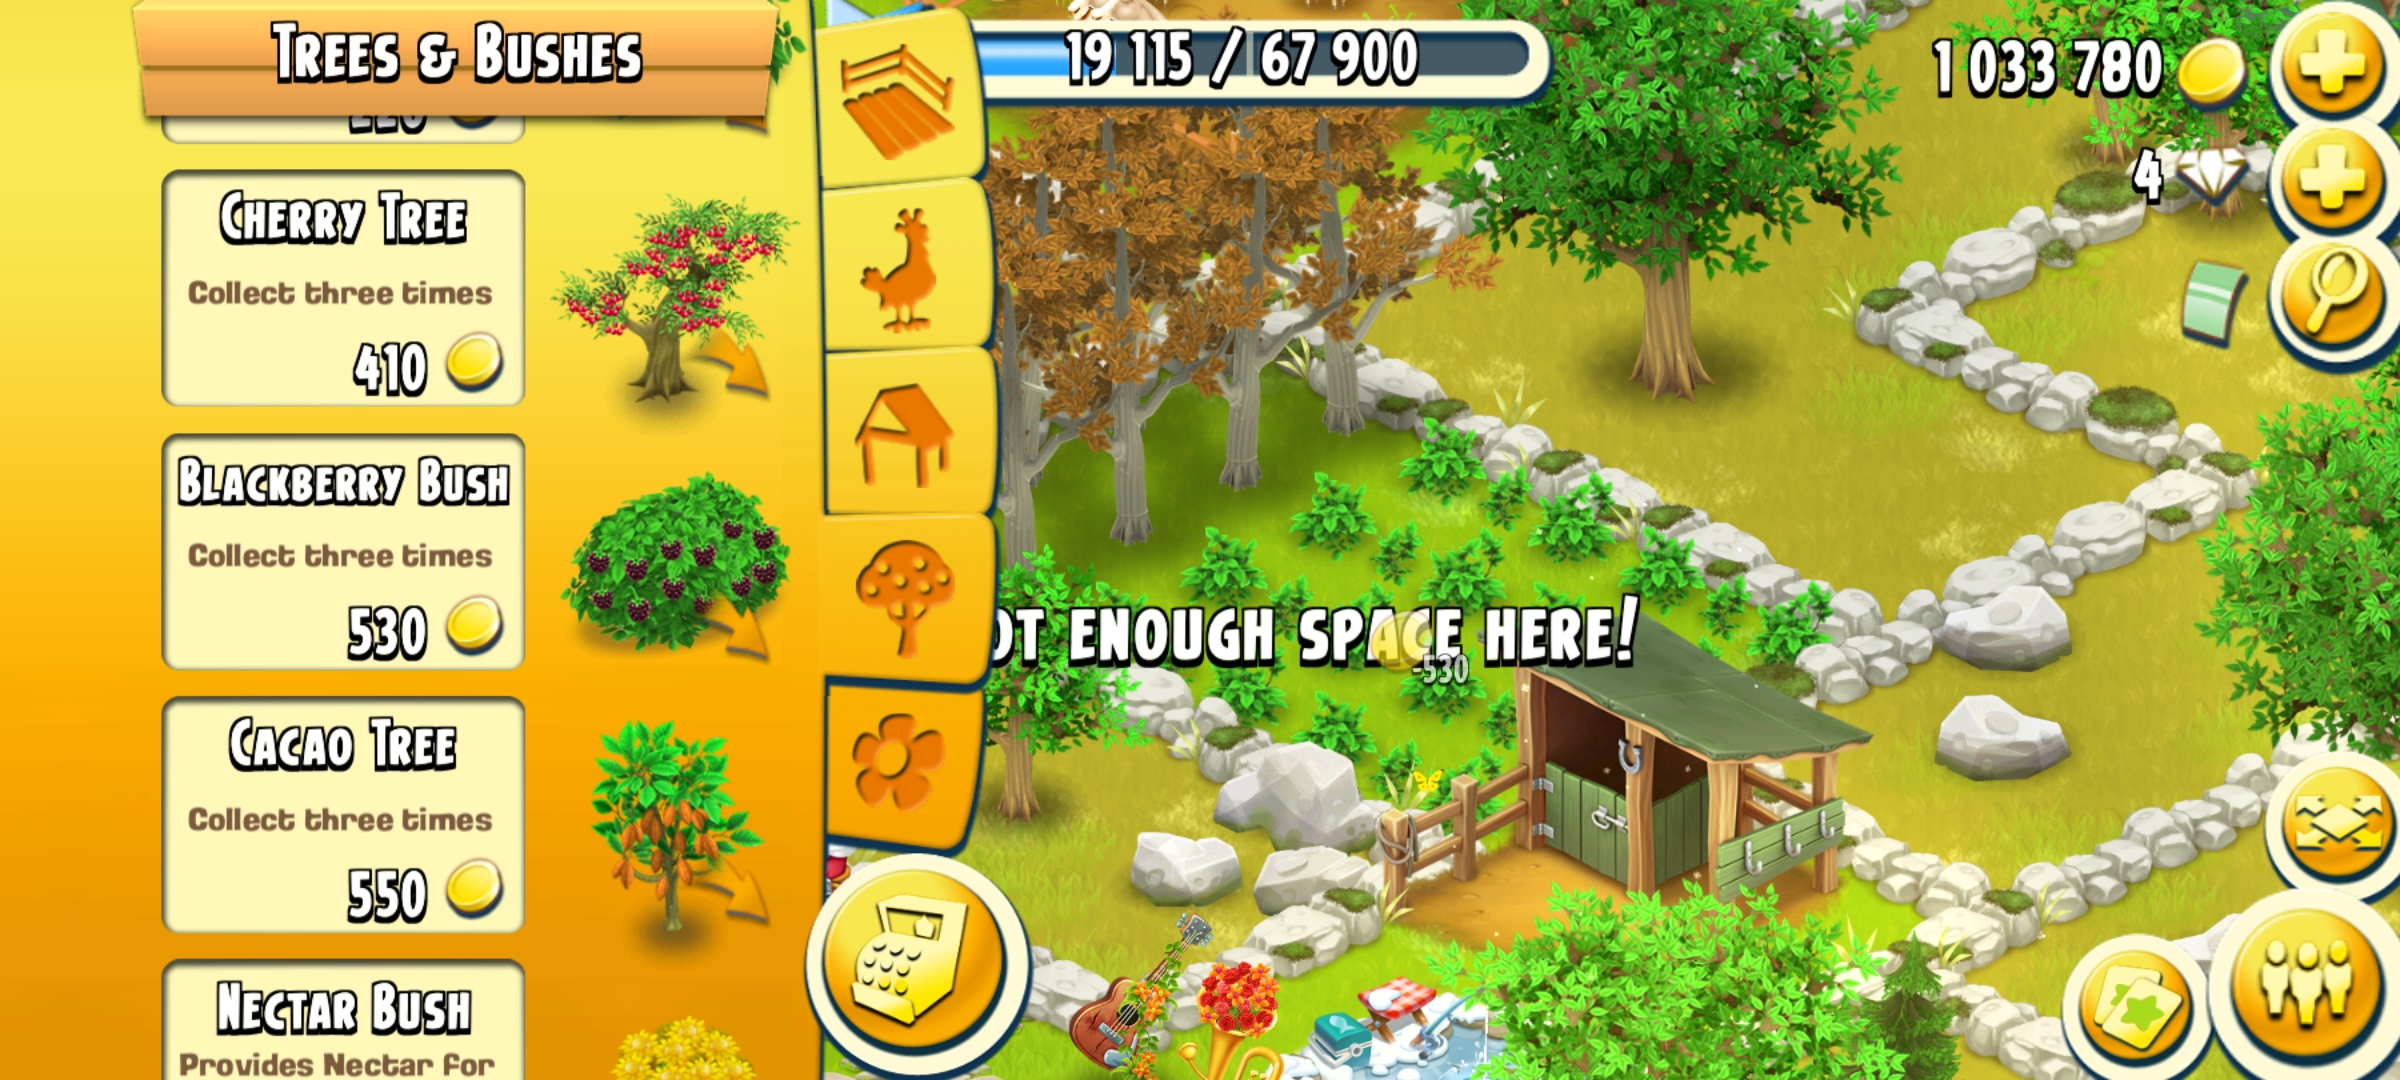 TREES & BUSHES
CHERRY TREE
Collect three times
410
BLACKBERRY BUSH
Collect three times
530
CACAO TREE
Collect three times
550
NECTAR BUSH
Provides Nectar for
19 115 / 67 900
1 033 780
4
OT ENOUGH SPACE HERE!
-530